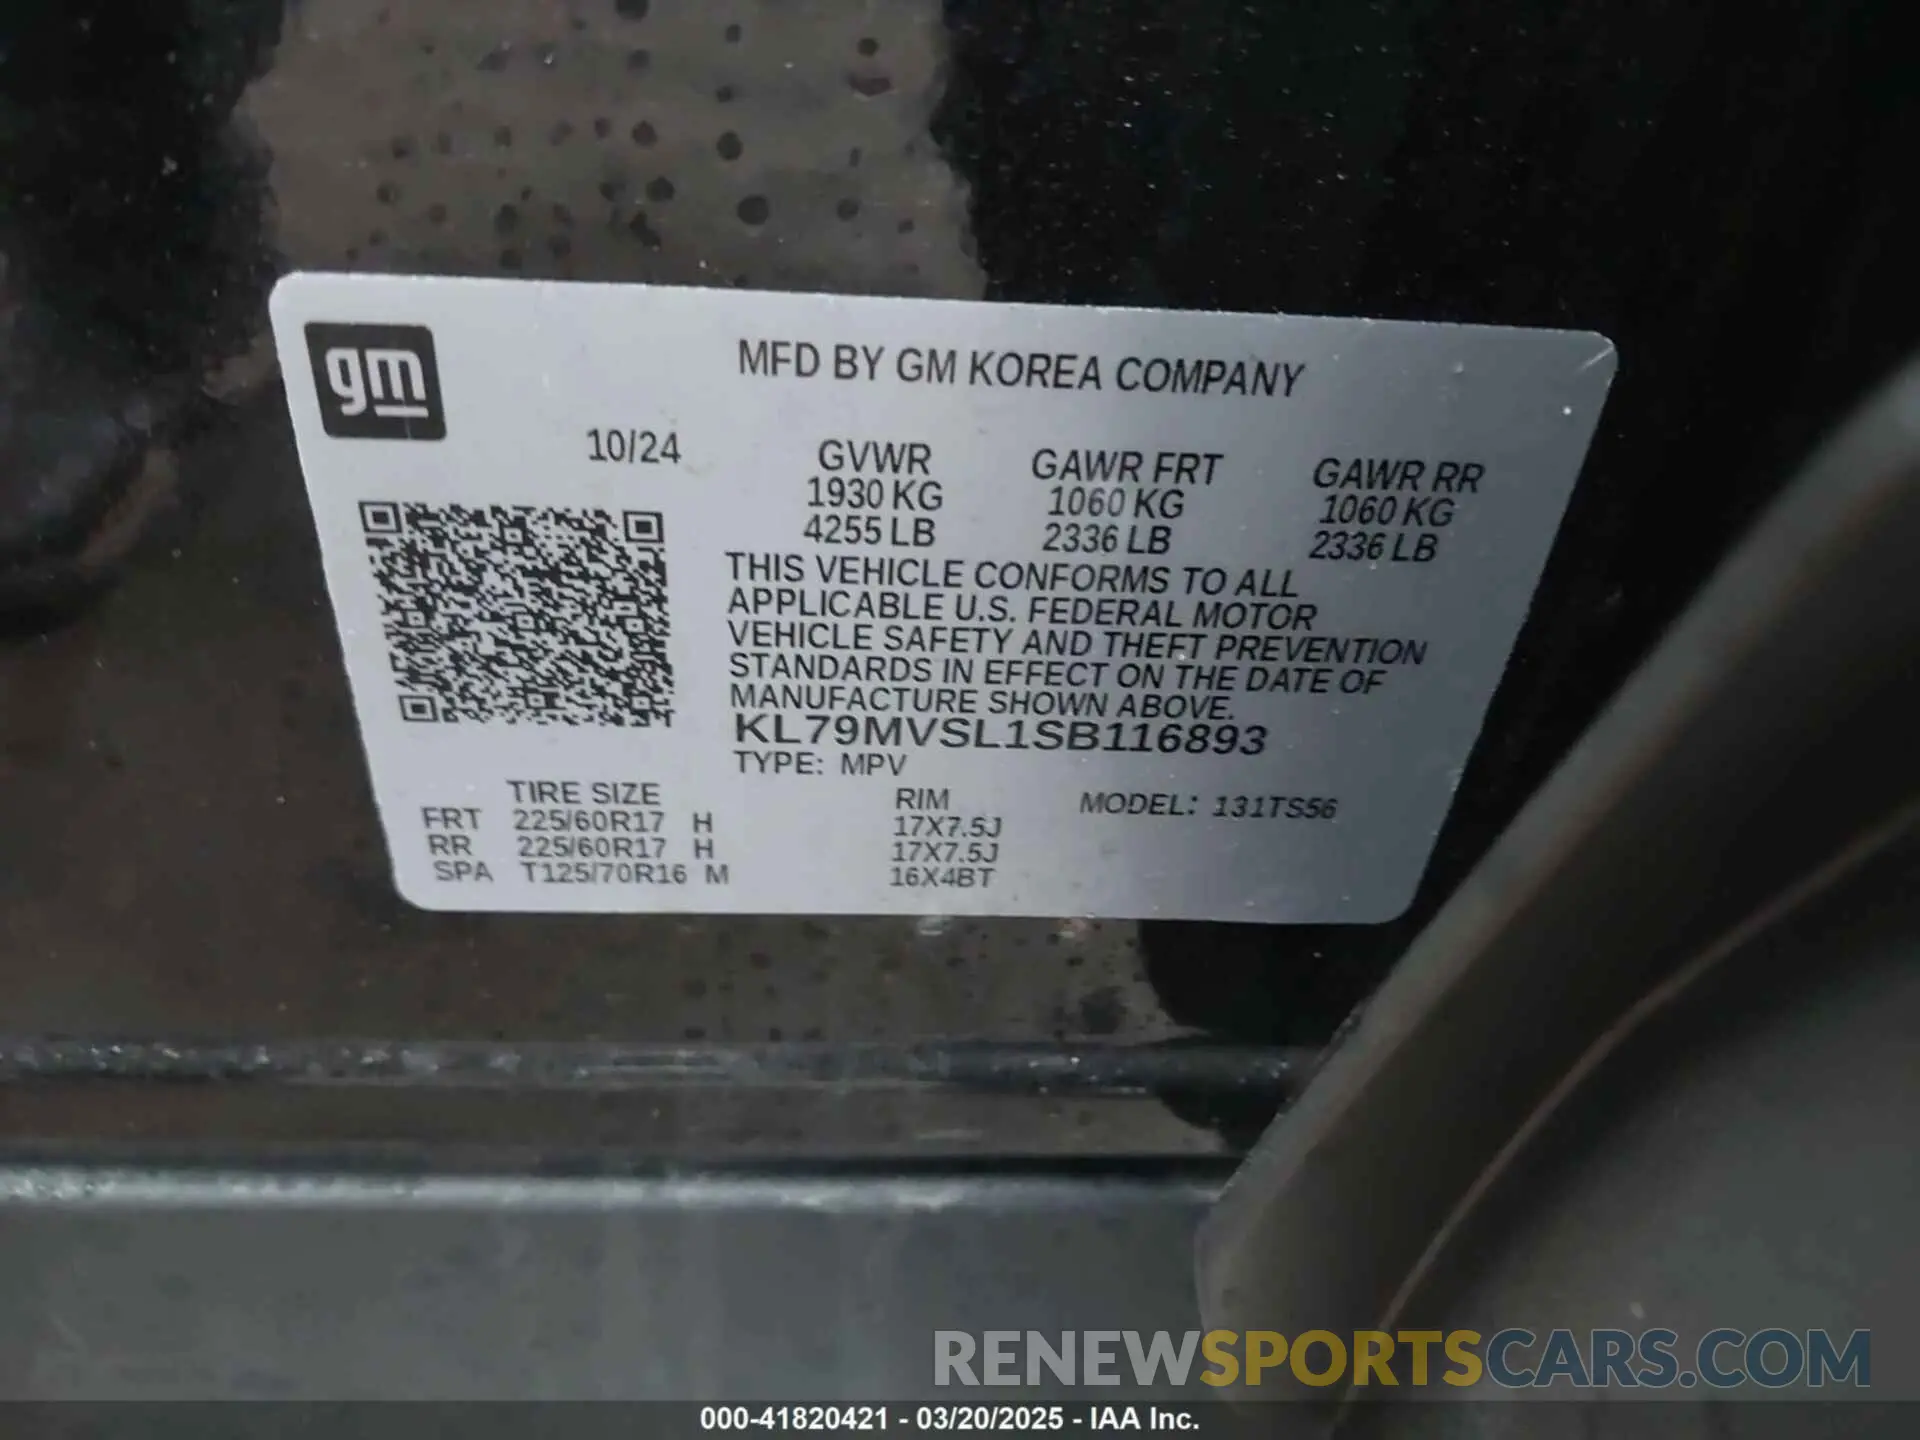 gm
MFD BY GM KOREA COMPANY
10/24
GVWR GAWR FRT GAWR RR
1930 KG 1060 KG 1060 KG
4255 LB 2336 LB 2336 LB
THIS VEHICLE CONFORMS TO ALL
APPLICABLE U.S. FEDERAL MOTOR
VEHICLE SAFETY AND THEFT PREVENTION
STANDARDS IN EFFECT ON THE DATE OF
MANUFACTURE SHOWN ABOVE.
KL79MVSL1SB116893
TYPE: MPV
TIRE SIZE RIM MODEL: 131TS56
FRT 225/60R17 H 17X7.5J
RR 225/60R17 H 17X7.5J
SPA T125/70R16 M 16X4BT
RENEWSPORTSCARS.COM
000-41820421 - 03/20/2025 - IAA Inc.